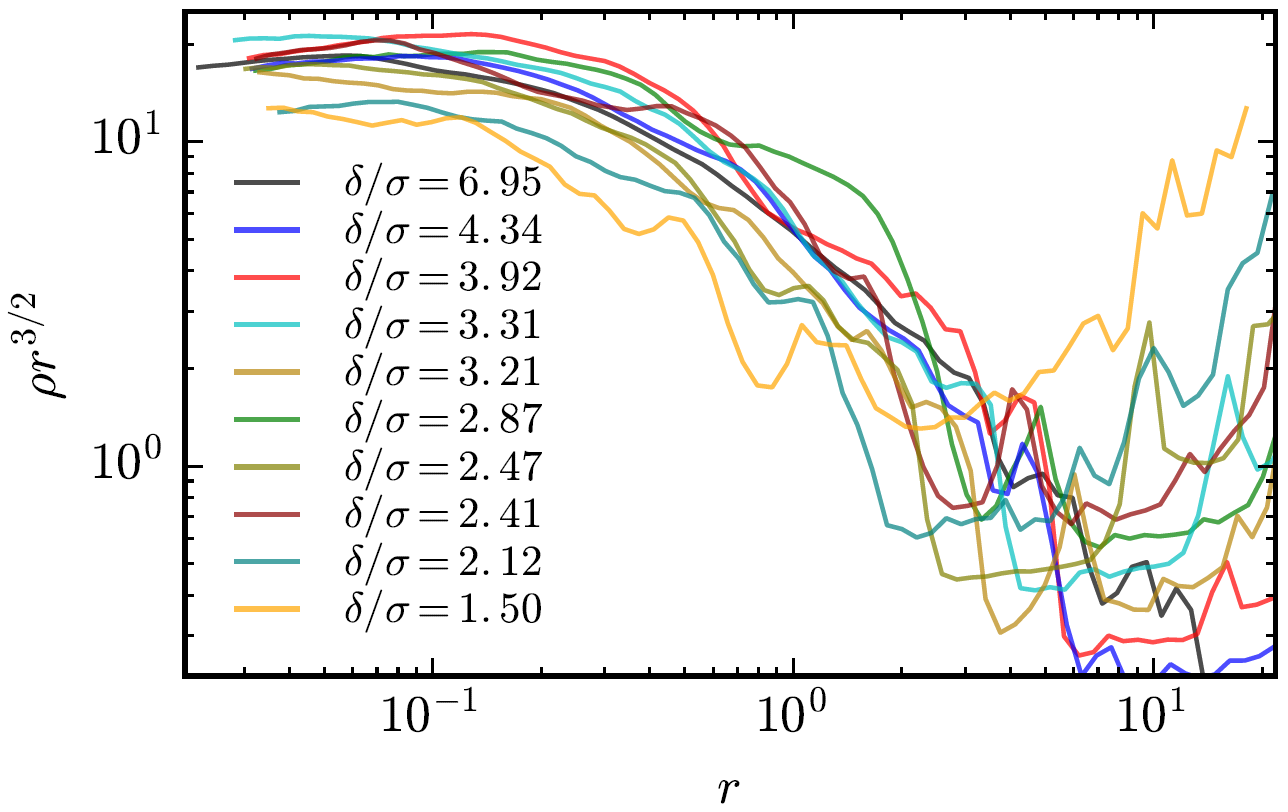 10^1
10^0
ρr^{3/2}
δ/σ = 6.95
δ/σ = 4.34
δ/σ = 3.92
δ/σ = 3.31
δ/σ = 3.21
δ/σ = 2.87
δ/σ = 2.47
δ/σ = 2.41
δ/σ = 2.12
δ/σ = 1.50
10^{-1} 10^0 10^1
r